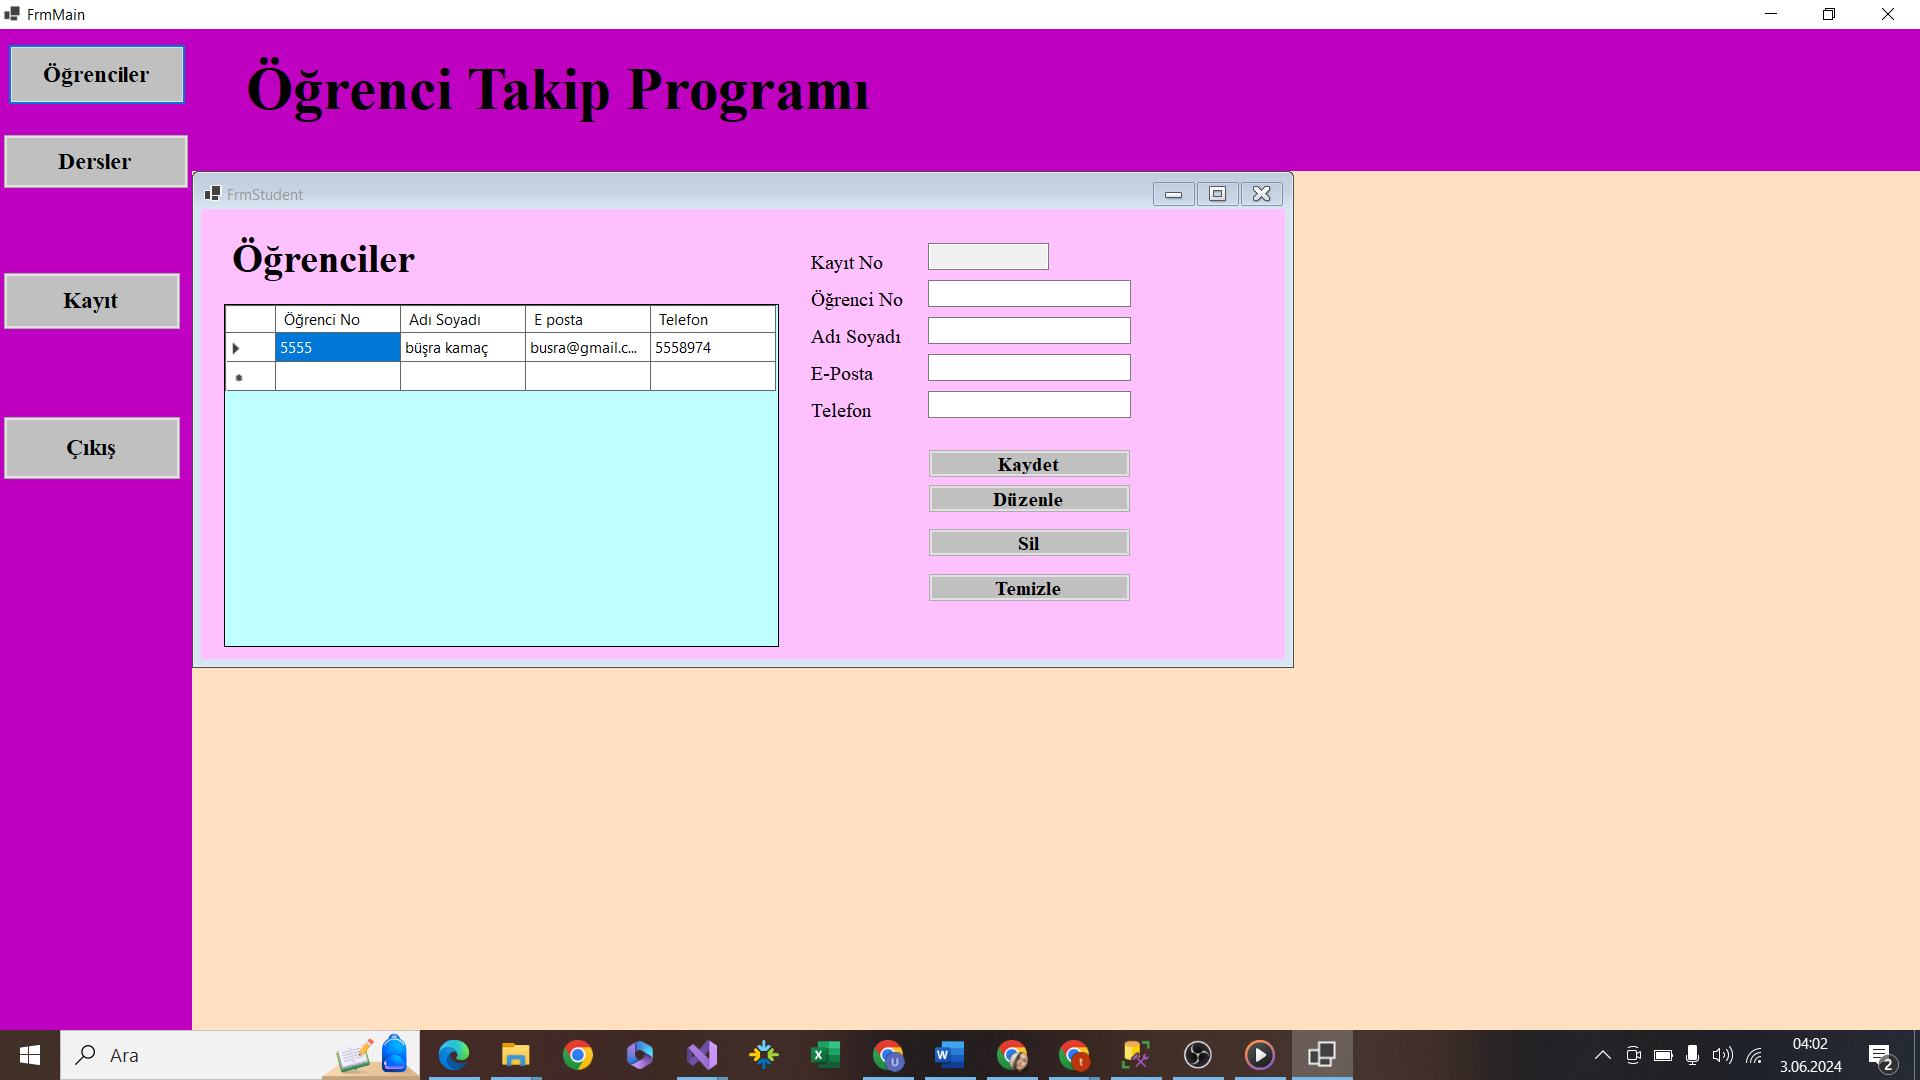 FrmMain
Öğrenciler
Öğrenci Takip Programı
Dersler
Kayıt
Çıkış
FrmStudent
Öğrenciler
Öğrenci No Adı Soyadı E posta Telefon
5555 büşra kamaç busra@gmail.c... 5558974
Kayıt No
Öğrenci No
Adı Soyadı
E-Posta
Telefon
Kaydet
Düzenle
Sil
Temizle
Ara
04:02
3.06.2024
2